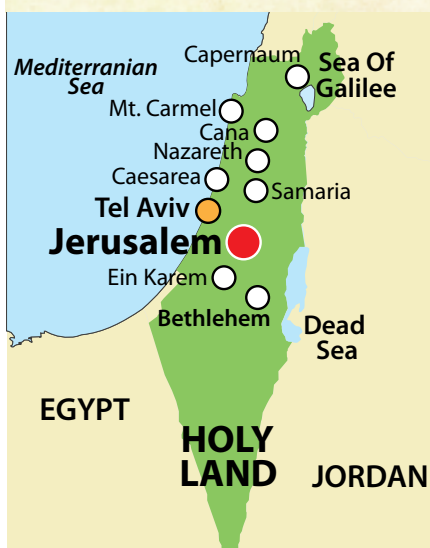 Capernaum
Mediterranian
Sea
Sea Of
Galilee
Mt. Carmel
Cana
Nazareth
Caesarea
Samaria
Tel Aviv
Jerusalem
Ein Karem
Bethlehem
Dead
Sea
EGYPT
HOLY
LAND
JORDAN